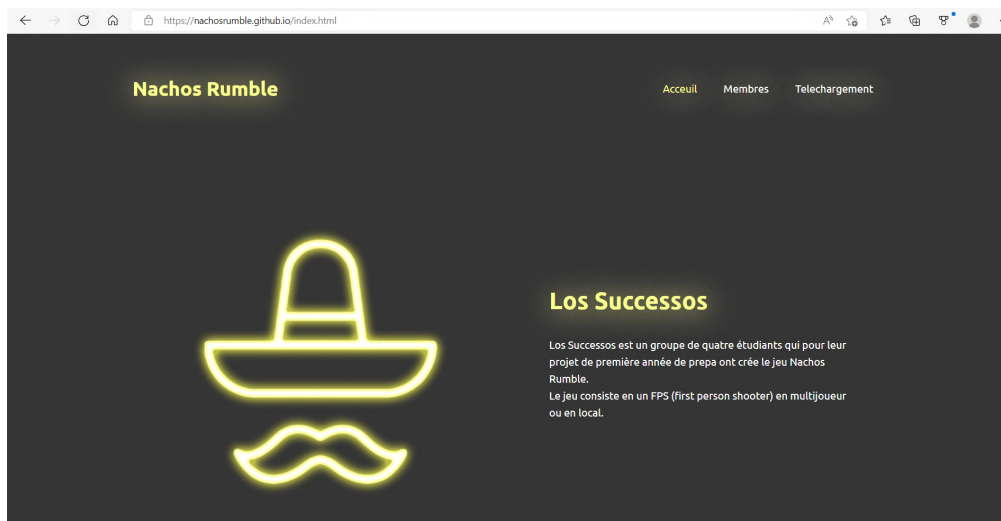 https://nachosrumble.github.io/index.html
Nachos Rumble
Acceuil Membres Telechargement
Los Successos
Los Successos est un groupe de quatre étudiants qui pour leur
projet de première année de prepa ont crée le jeu Nachos
Rumble.
Le jeu consiste en un FPS (first person shooter) en multijoueur
ou en local.